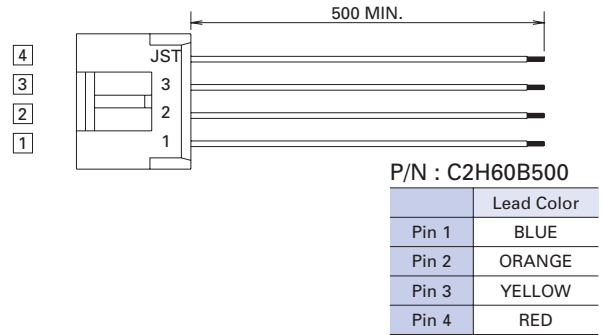 500 MIN.
4 JST
3 3
2 2
1 1
P/N : C2H60B500
Lead Color
Pin 1 BLUE
Pin 2 ORANGE
Pin 3 YELLOW
Pin 4 RED